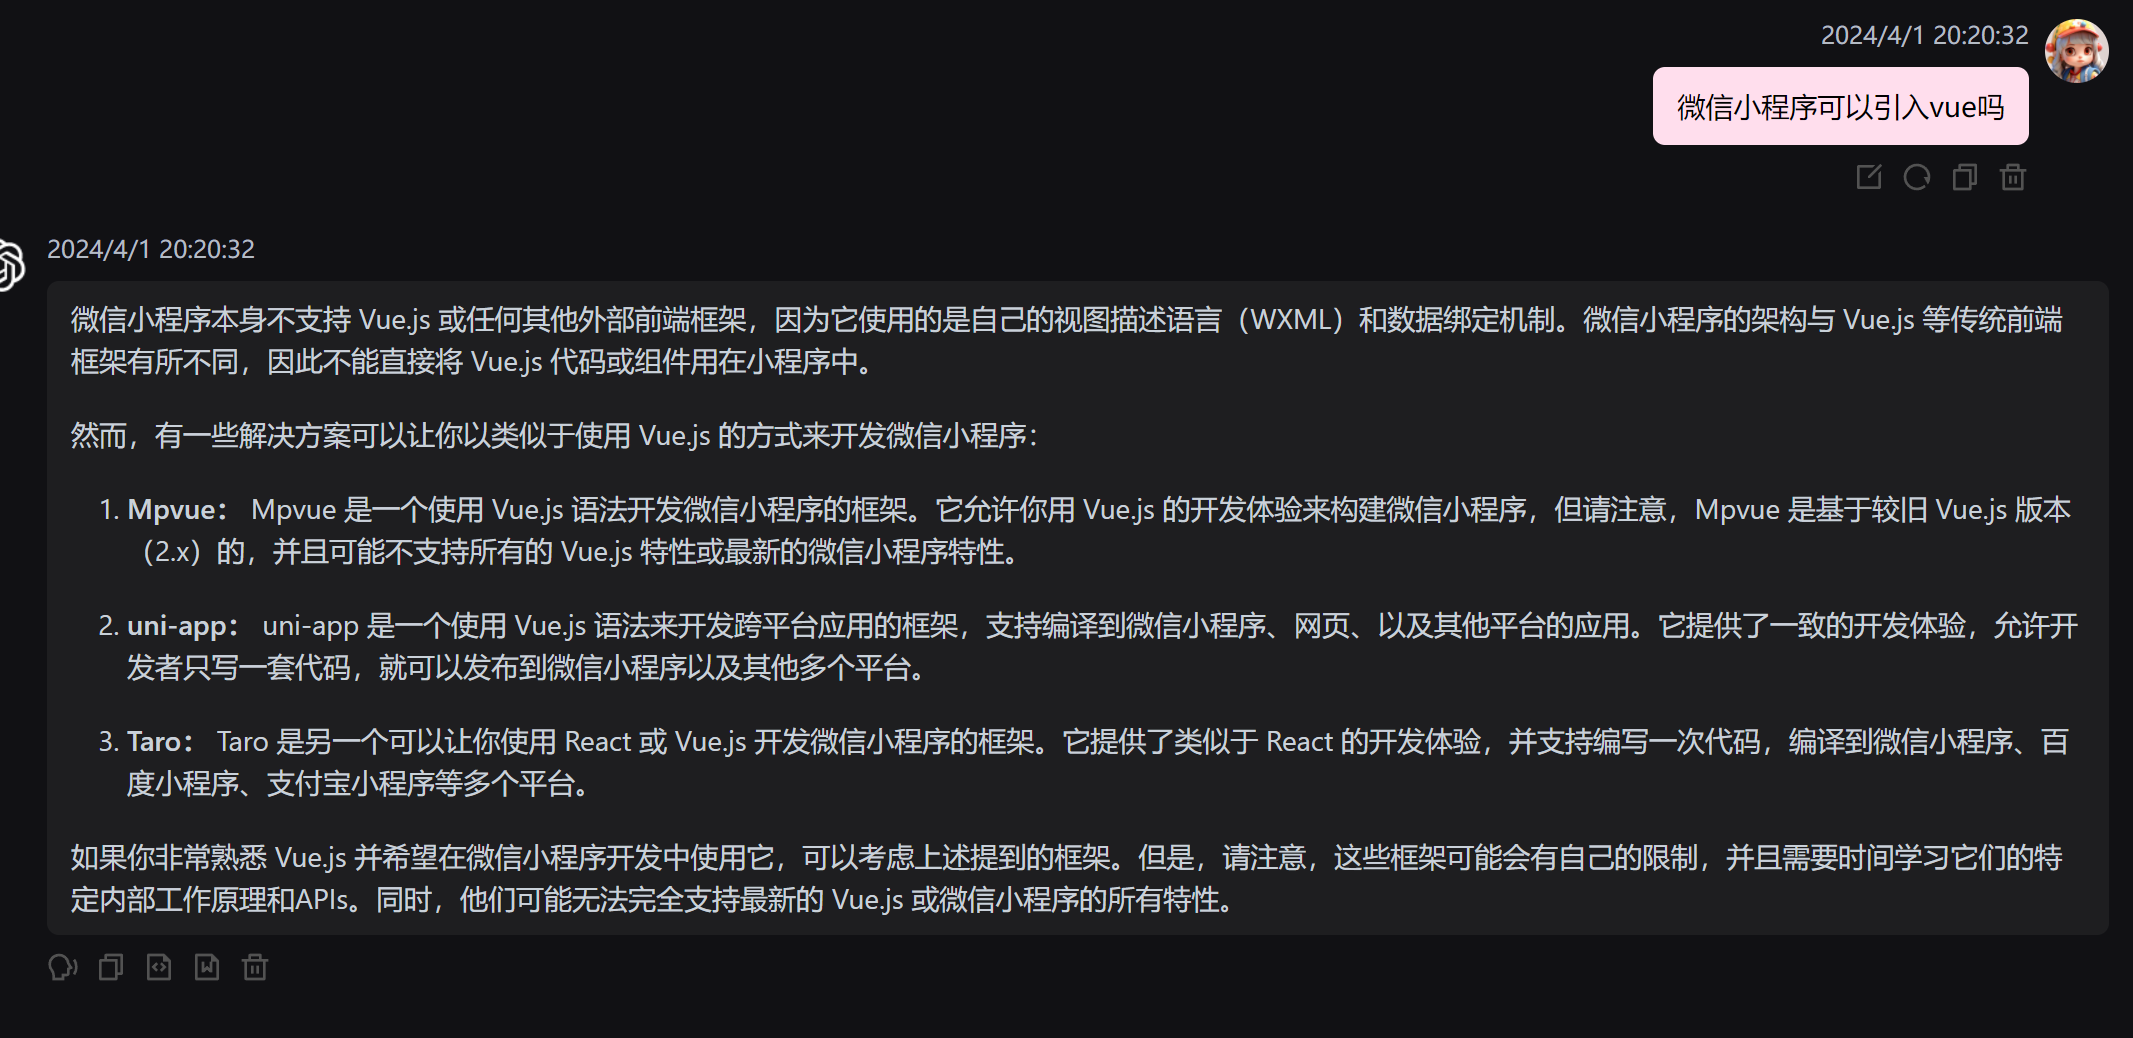 2024/4/1 20:20:32
微信小程序可以引入vue吗
2024/4/1 20:20:32
微信小程序本身不支持 Vue.js 或任何其他外部前端框架，因为它使用的是自己的视图描述语言（WXML）和数据绑定机制。微信小程序的架构与 Vue.js 等传统前端
框架有所不同，因此不能直接将 Vue.js 代码或组件用在小程序中。
然而，有一些解决方案可以让你以类似于使用 Vue.js 的方式来开发微信小程序：
1. Mpvue： Mpvue 是一个使用 Vue.js 语法开发微信小程序的框架。它允许你用 Vue.js 的开发体验来构建微信小程序，但请注意，Mpvue 是基于较旧 Vue.js 版本
（2.x）的，并且可能不支持所有的 Vue.js 特性或最新的微信小程序特性。
2. uni-app： uni-app 是一个使用 Vue.js 语法来开发跨平台应用的框架，支持编译到微信小程序、网页、以及其他平台的应用。它提供了一致的开发体验，允许开
发者只写一套代码，就可以发布到微信小程序以及其他多个平台。
3. Taro： Taro 是另一个可以让你使用 React 或 Vue.js 开发微信小程序的框架。它提供了类似于 React 的开发体验，并支持编写一次代码，编译到微信小程序、百
度小程序、支付宝小程序等多个平台。
如果你非常熟悉 Vue.js 并希望在微信小程序开发中使用它，可以考虑上述提到的框架。但是，请注意，这些框架可能会有自己的限制，并且需要时间学习它们的特
定内部工作原理和APIs。同时，他们可能无法完全支持最新的 Vue.js 或微信小程序的所有特性。